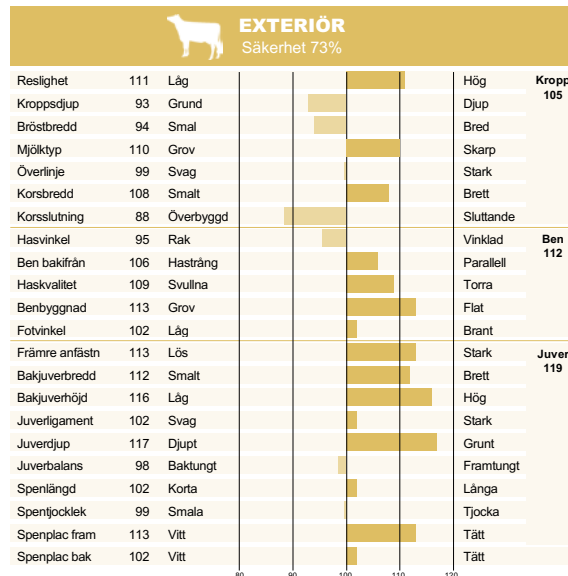 EXTERIÖR
Säkerhet 73%
Reslighet 111 Låg Hög Kropp
Kroppsdjup 93 Grund Djup 105
Bröstbredd 94 Smal Bred
Mjölktyp 110 Grov Skarp
Överlinje 99 Svag Stark
Korsbredd 108 Smalt Brett
Korsslutning 88 Överbyggd Sluttande
Hasvinkel 95 Rak Vinklad Ben
Ben bakifrån 106 Hastrång Parallell 112
Haskvalitet 109 Svullna Torra
Benbyggnad 113 Grov Flat
Fotvinkel 102 Låg Brant
Främre anfästn 113 Lös Stark Juver
Bakjuverbredd 112 Smalt Brett 119
Bakjuverhöjd 116 Låg Hög
Juverligament 102 Svag Stark
Juverdjup 117 Djupt Grunt
Juverbalans 98 Baktungt Framtungt
Spenlängd 102 Korta Långa
Spentjocklek 99 Smala Tjocka
Spenplac fram 113 Vitt Tätt
Spenplac bak 102 Vitt Tätt
80 90 100 110 120